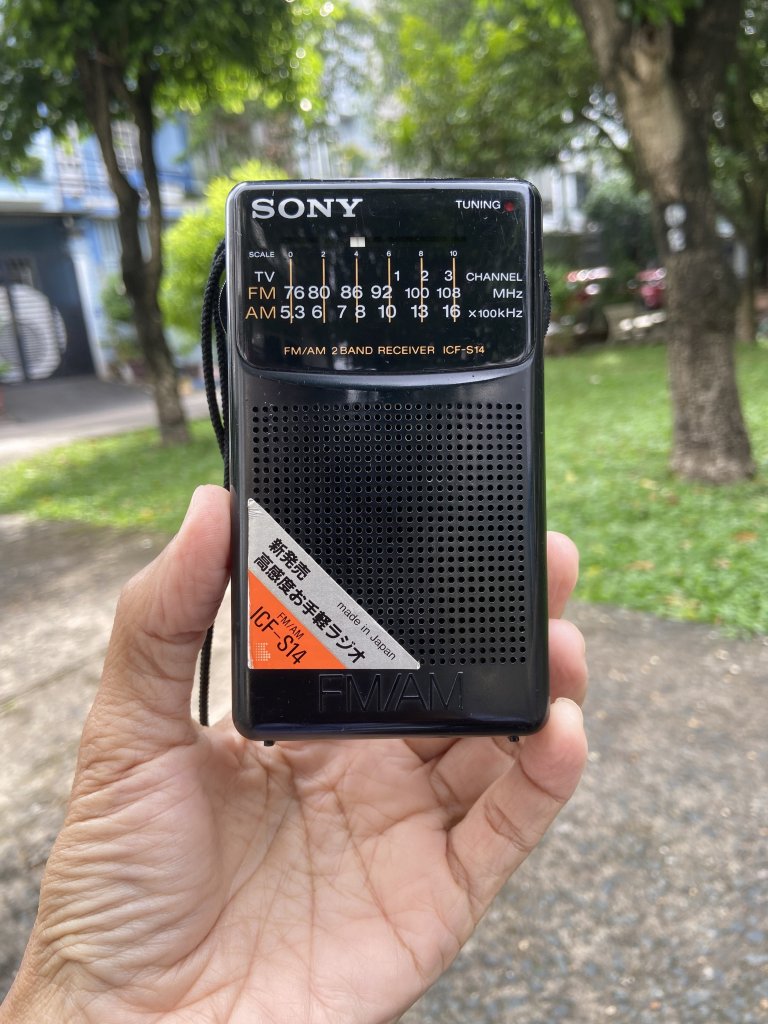 SONY
TUNING
SCALE 0 2 4 6 8 10
TV 1 2 3 CHANNEL
FM 76 80 86 92 100 108 MHz
AM 5.3 6 7 8 10 13 16 ×100kHz
FM/AM 2 BAND RECEIVER ICF-S14
新発売
高感度お手軽ラジオ
made in Japan
FM/AM
ICF-S14
FM/AM